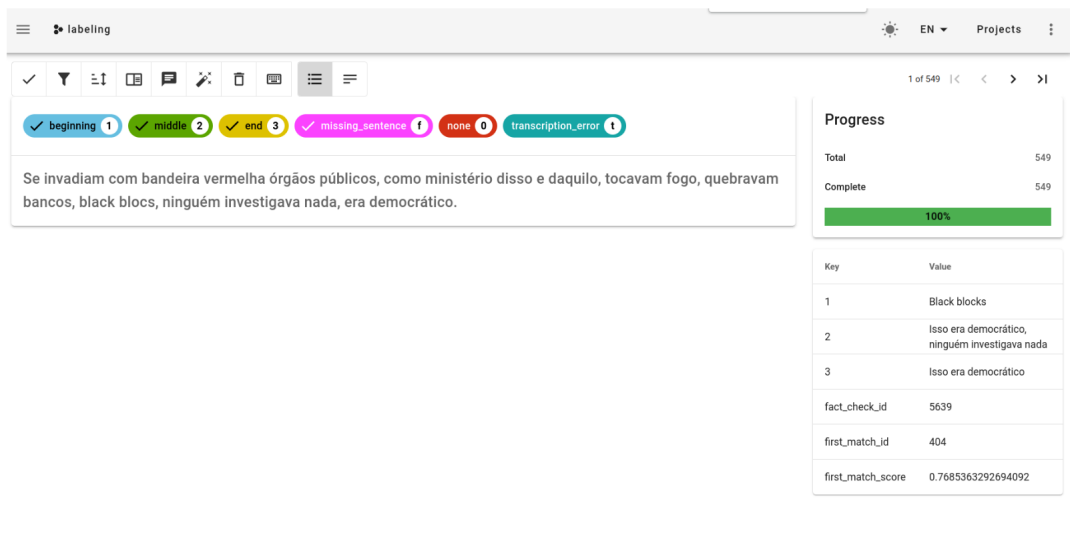 labeling
EN
Projects
1 of 549
beginning 1 middle 2 end 3 missing_sentence f none 0 transcription_error t
Se invadiam com bandeira vermelha órgãos públicos, como ministério disso e daquilo, tocavam fogo, quebravam
bancos, black blocs, ninguém investigava nada, era democrático.
Progress
Total 549
Complete 549
100%
Key Value
1 Black blocks
2 Isso era democrático,
ninguém investigava nada
3 Isso era democrático
fact_check_id 5639
first_match_id 404
first_match_score 0.7685363292694092